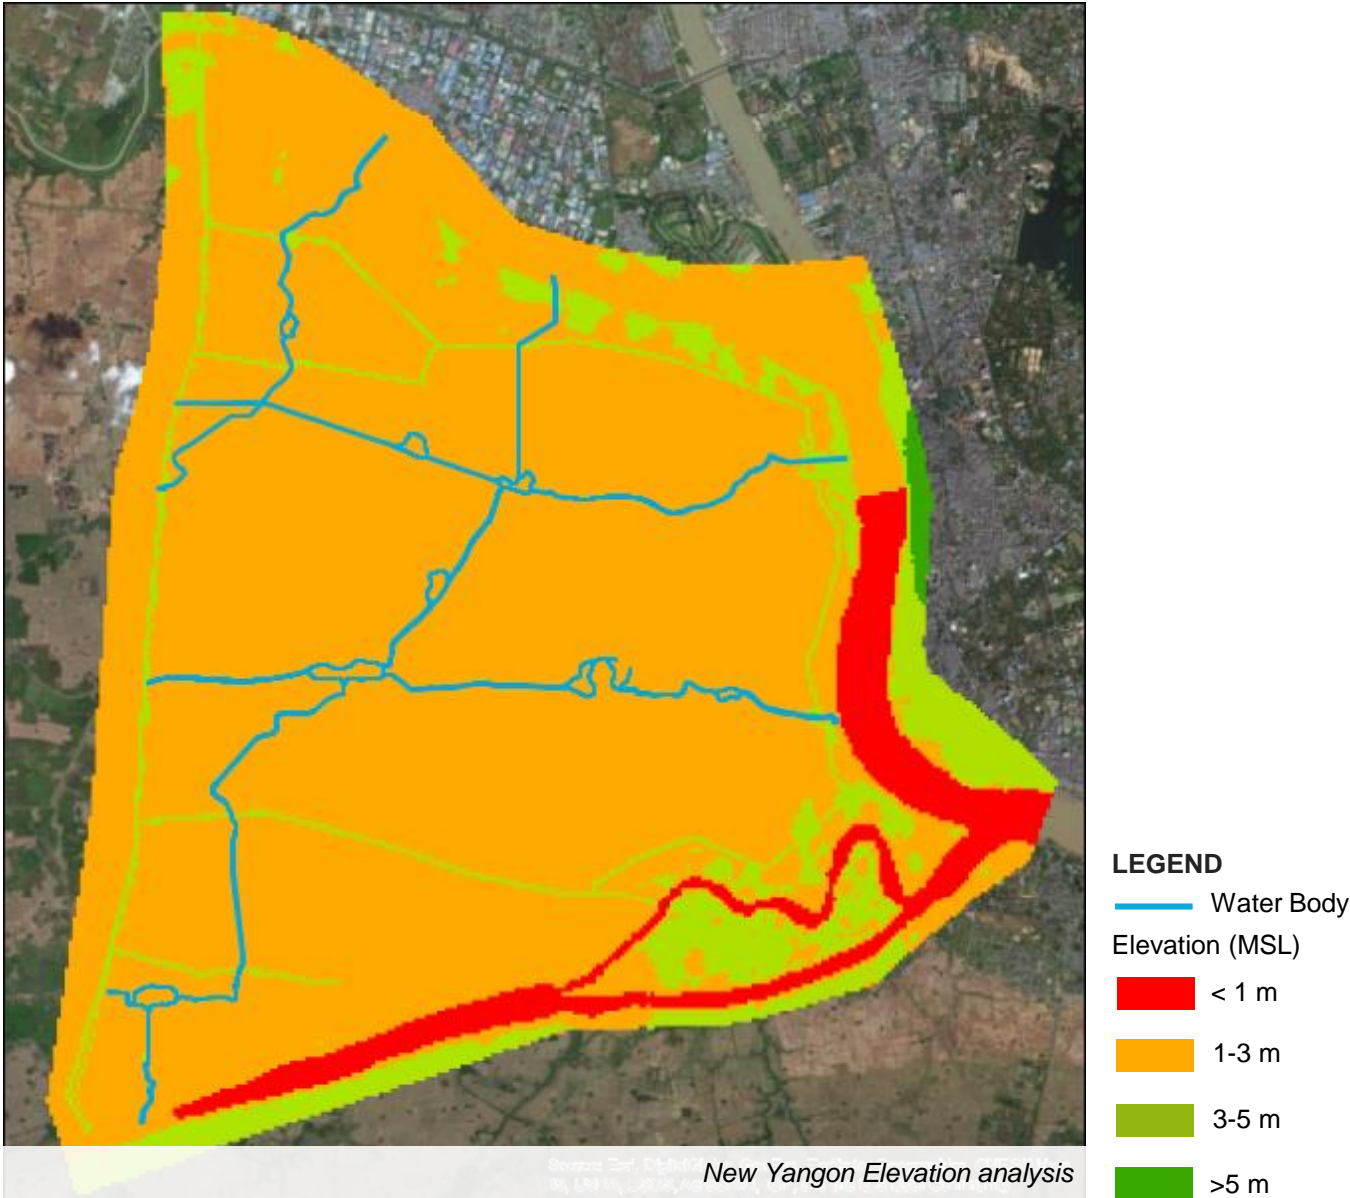 LEGEND
Water Body
Elevation (MSL)
< 1 m
1-3 m
3-5 m
>5 m
New Yangon Elevation analysis